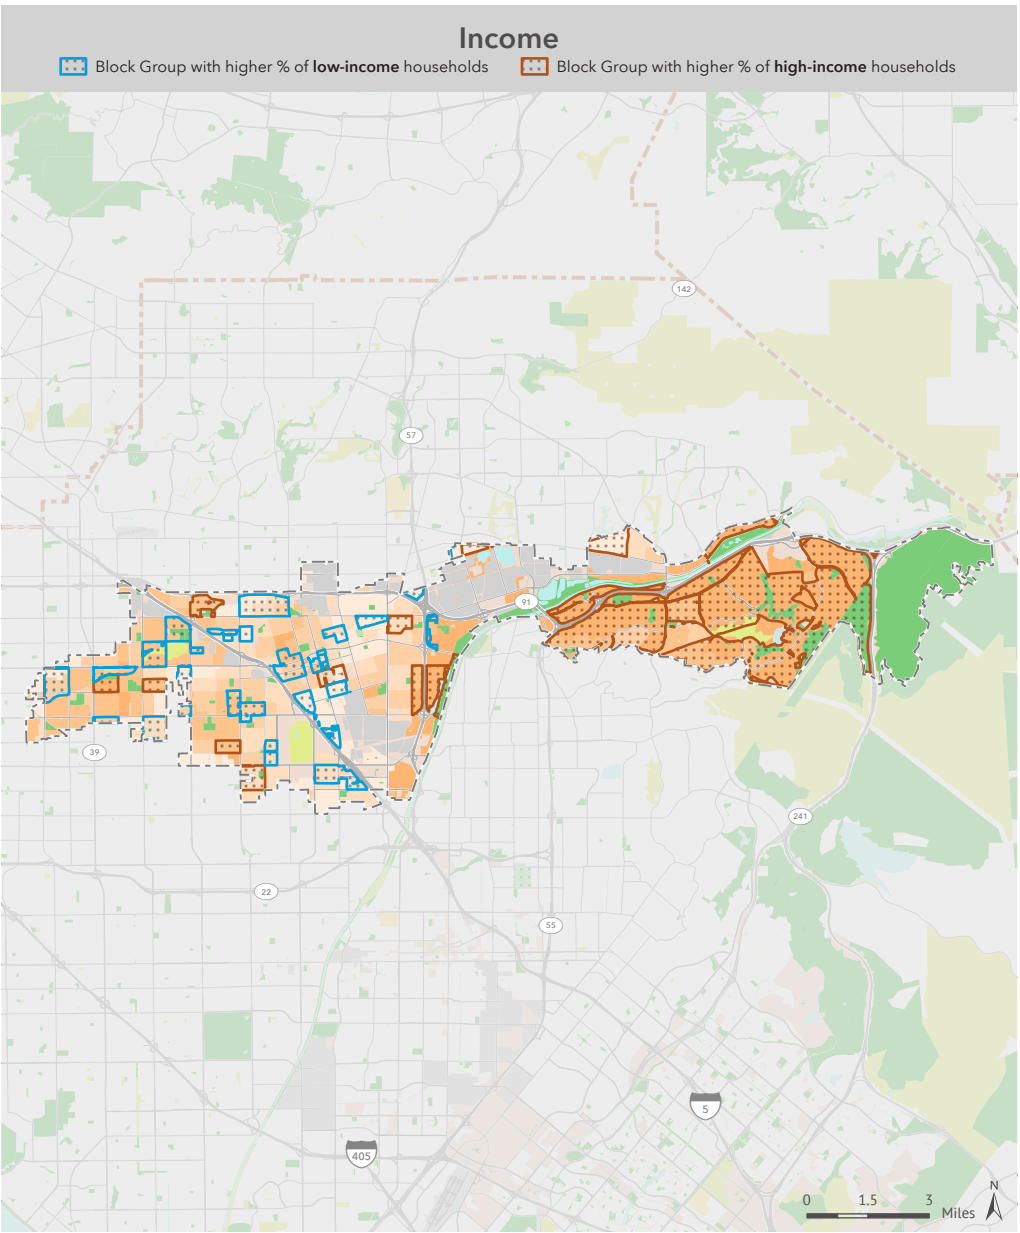 Income
Block Group with higher % of low-income households
Block Group with higher % of high-income households
142
57
91
39
241
22
55
5
405
0 1.5 3 Miles
N